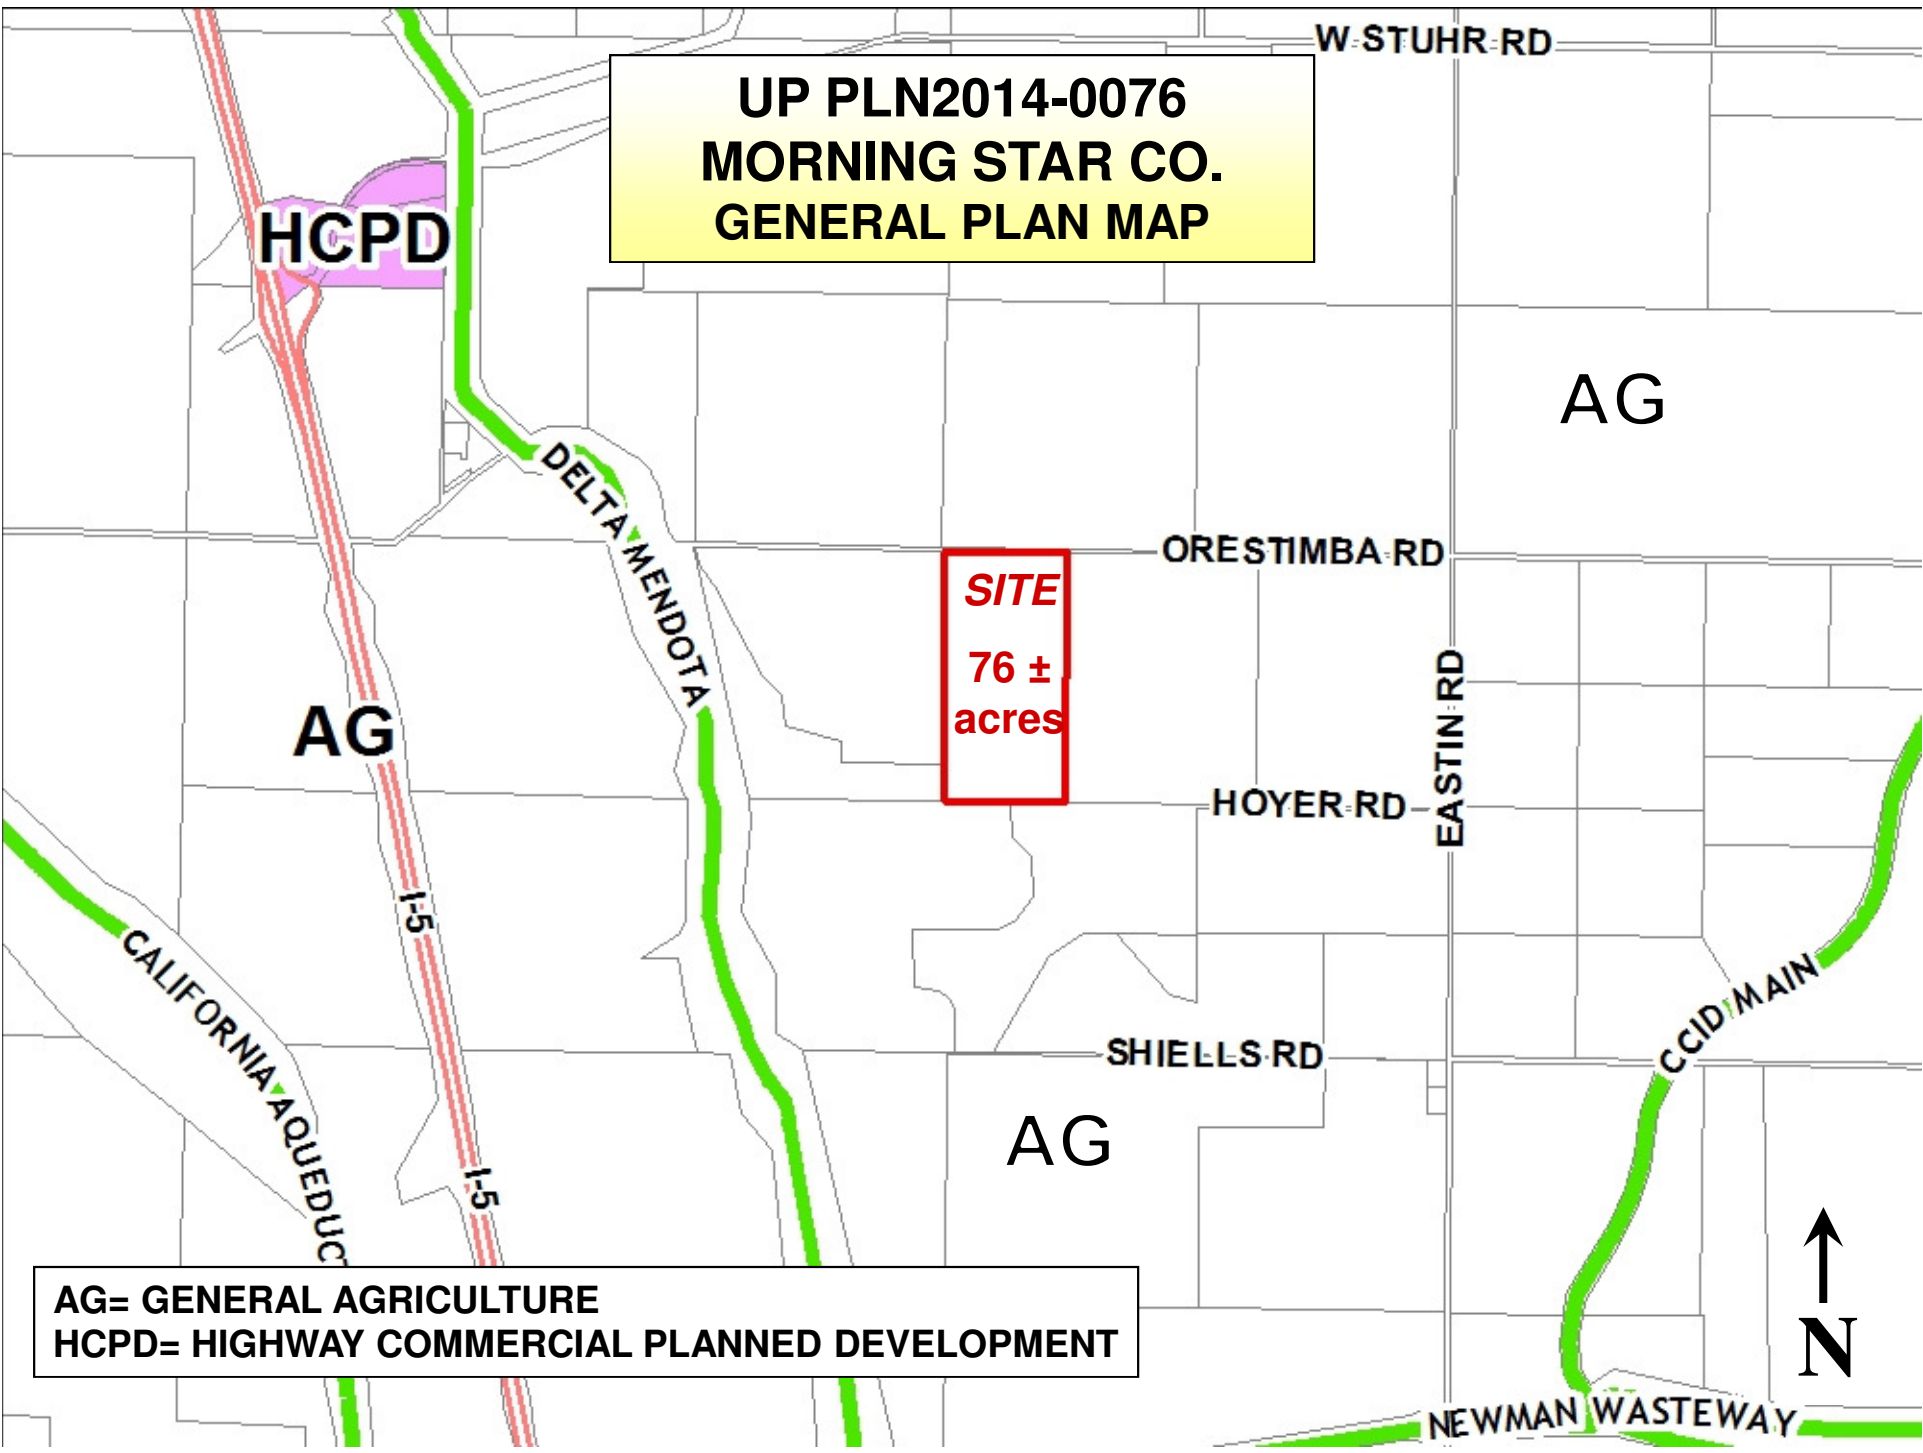 W STUHR RD
UP PLN2014-0076
MORNING STAR CO.
GENERAL PLAN MAP
HCPD
AG
DELTA MENDOTA
ORESTIMBA RD
SITE
76 ±
acres
EASTIN RD
AG
HOYER RD
I-5
CALIFORNIA AQUEDUCT
CCID MAIN
SHIELLS RD
AG
I-5
AG= GENERAL AGRICULTURE
HCPD= HIGHWAY COMMERCIAL PLANNED DEVELOPMENT
N
NEWMAN WASTEWAY